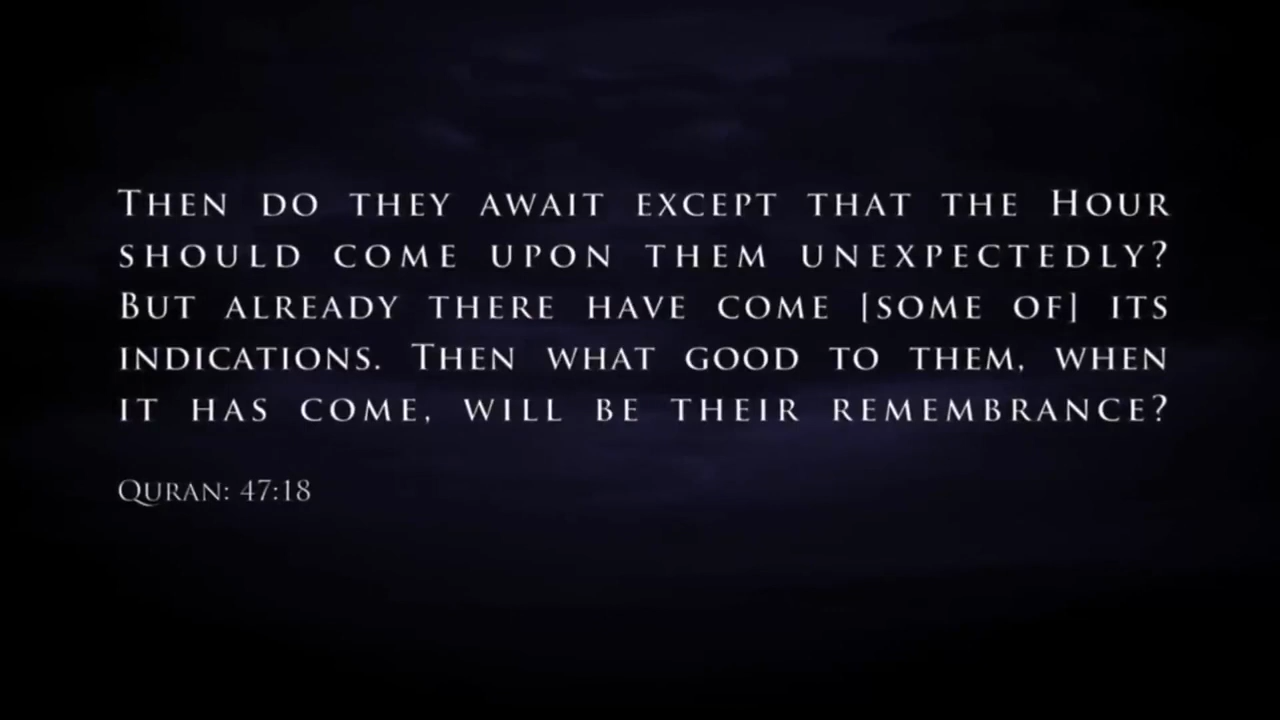 Then do they await except that the Hour
should come upon them unexpectedly?
But already there have come [some of] its
indications. Then what good to them, when
it has come, will be their remembrance?
Quran: 47:18